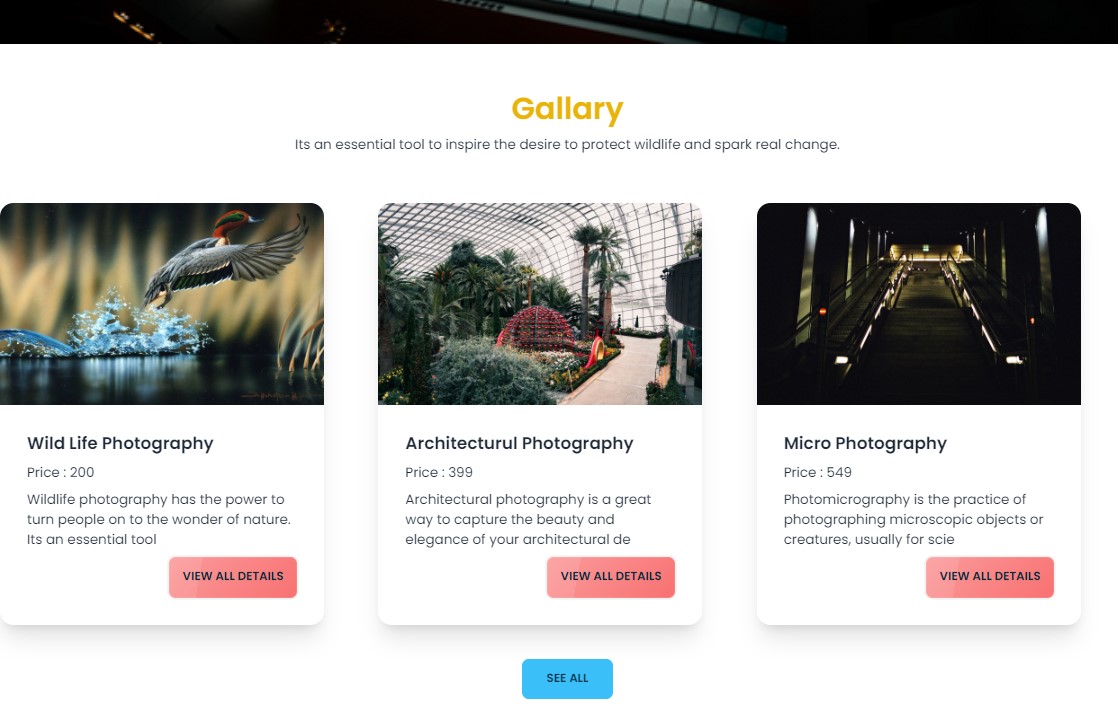 Gallary
Its an essential tool to inspire the desire to protect wildlife and spark real change.
Wild Life Photography
Price : 200
Wildlife photography has the power to
turn people on to the wonder of nature.
Its an essential tool
VIEW ALL DETAILS
Architecturul Photography
Price : 399
Architectural photography is a great
way to capture the beauty and
elegance of your architectural de
VIEW ALL DETAILS
Micro Photography
Price : 549
Photomicrography is the practice of
photographing microscopic objects or
creatures, usually for scie
VIEW ALL DETAILS
SEE ALL